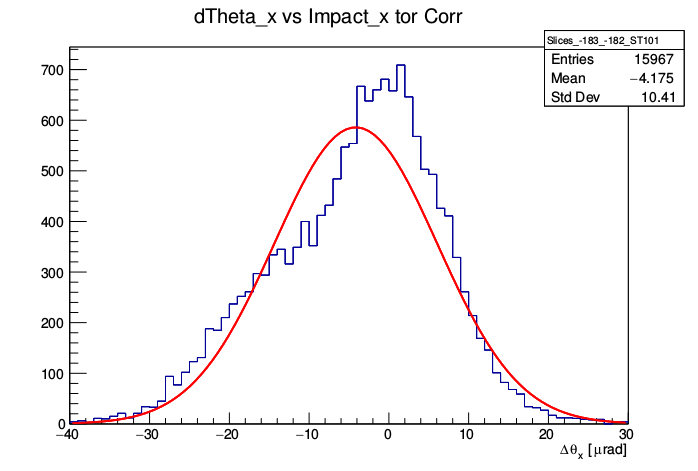 dTheta_x vs Impact_x tor Corr
Slices_-183_-182_ST101
Entries 15967
Mean −4.175
Std Dev 10.41
700
600
500
400
300
200
100
0
−40 −30 −20 −10 0 10 20 30
Δθx [μrad]